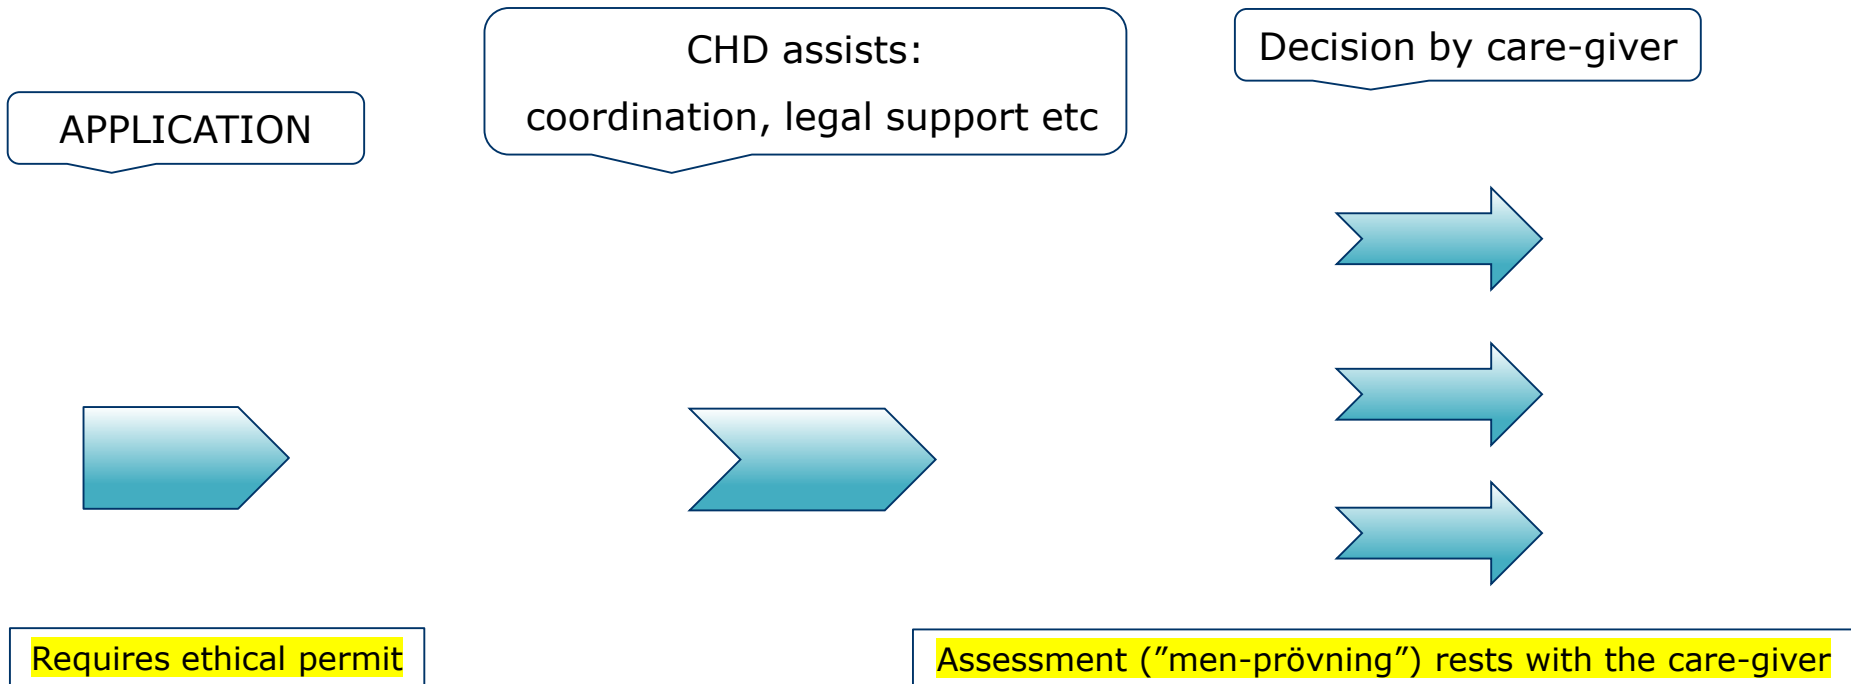 APPLICATION
CHD assists:
coordination, legal support etc
Decision by care-giver
Requires ethical permit
Assessment (”men-prövning”) rests with the care-giver